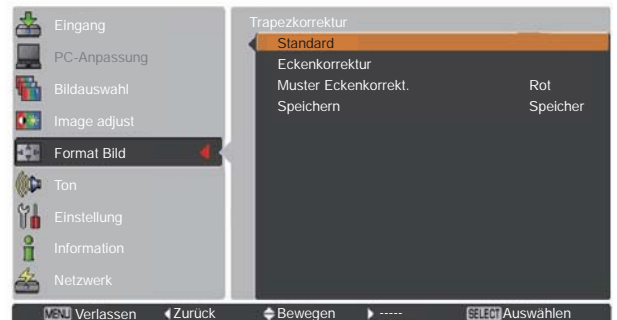 Eingang
PC-Anpassung
Bildauswahl
Image adjust
Format Bild
Ton
Einstellung
Information
Netzwerk
Trapezkorrektur
Standard
Eckenkorrektur
Muster Eckenkorrekt. Rot
Speichern Speicher
MENU Verlassen Zurück Bewegen ----- SELECT Auswählen